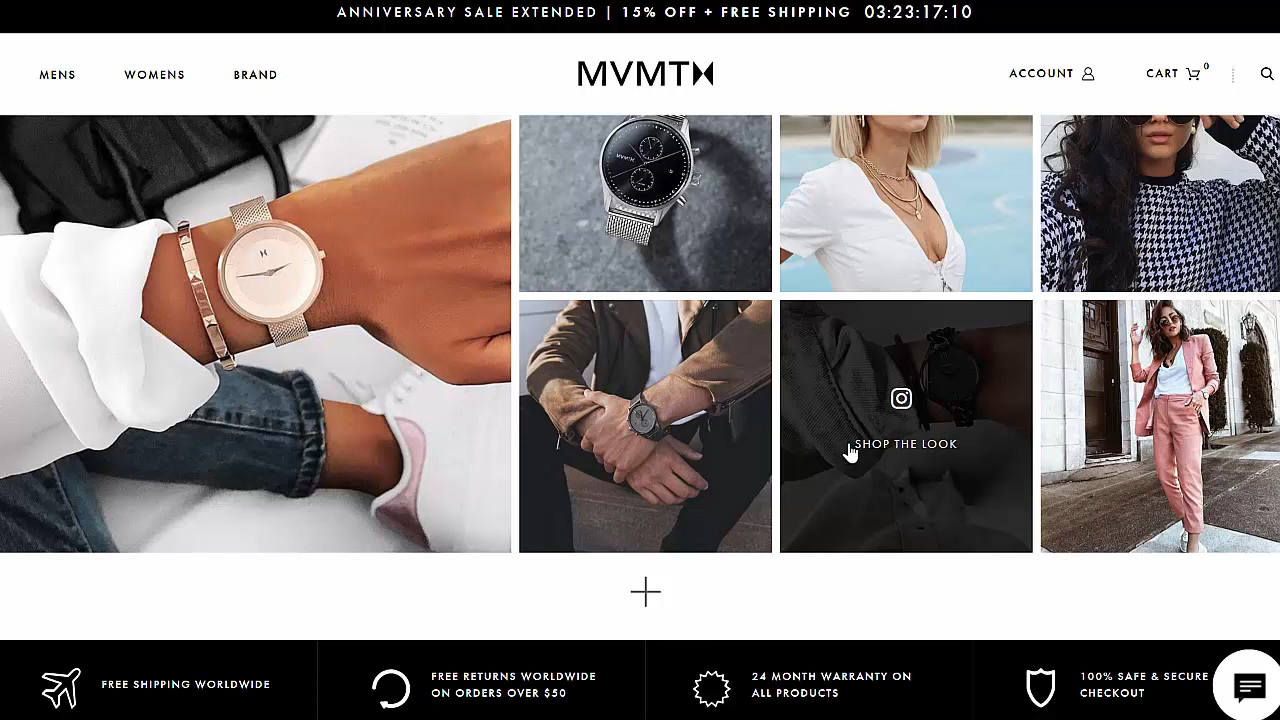 ANNIVERSARY SALE EXTENDED | 15% OFF + FREE SHIPPING 03:23:17:10
MENS WOMENS BRAND MVMT ACCOUNT CART 0
MVMT
SHOP THE LOOK
FREE SHIPPING WORLDWIDE
FREE RETURNS WORLDWIDE
ON ORDERS OVER $50
24 MONTH WARRANTY ON
ALL PRODUCTS
100% SAFE & SECURE
CHECKOUT